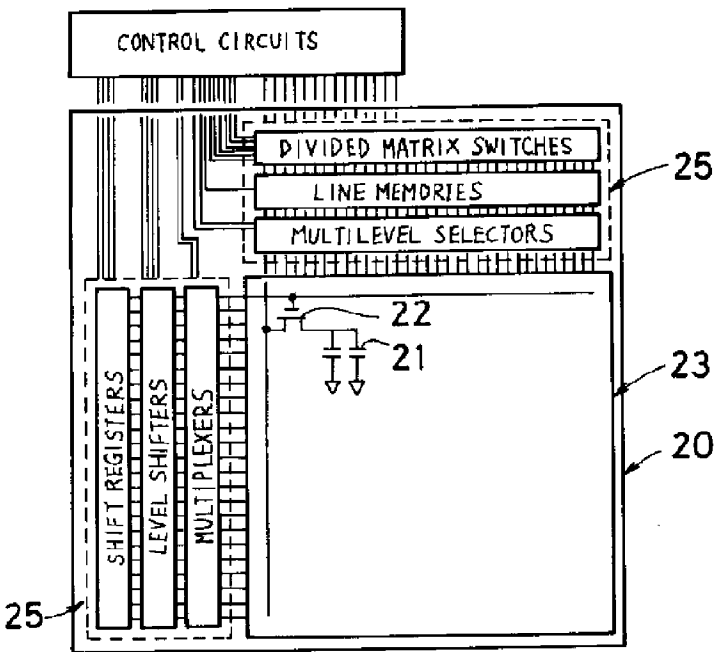 CONTROL CIRCUITS
DIVIDED MATRIX SWITCHES
25
LINE MEMORIES
MULTILEVEL SELECTORS
22
21
23
20
SHIFT REGISTERS
LEVEL SHIFTERS
MULTIPLEXERS
25